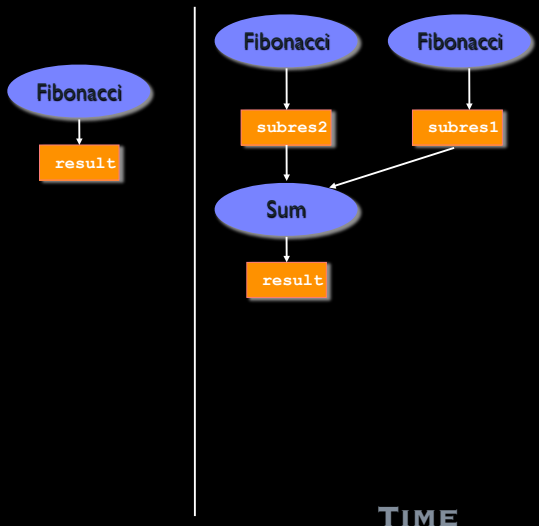 Fibonacci
result
Fibonacci
Fibonacci
subres2
subres1
Sum
result
TIME